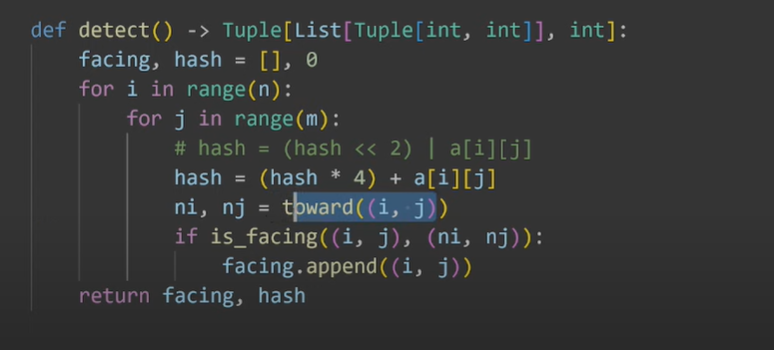 def detect() -> Tuple[List[Tuple[int, int]], int]:
    facing, hash = [], 0
    for i in range(n):
        for j in range(m):
            # hash = (hash << 2) | a[i][j]
            hash = (hash * 4) + a[i][j]
            ni, nj = toward((i, j))
            if is_facing((i, j), (ni, nj)):
                facing.append((i, j))
    return facing, hash